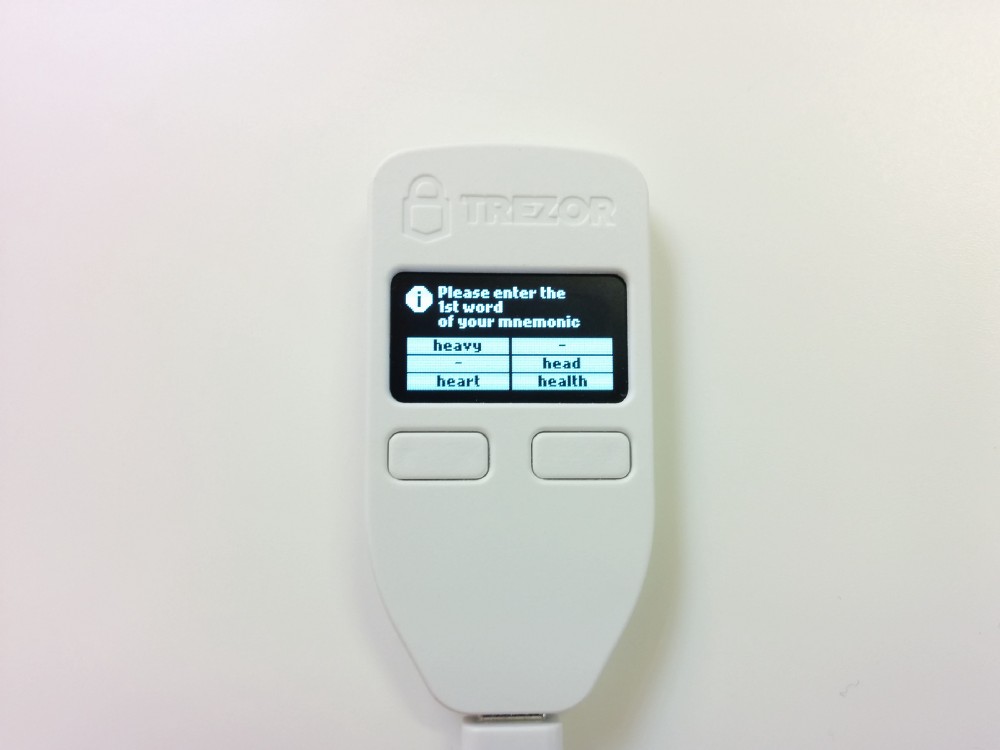 TREZOR
Please enter the
1st word
of your mnemonic
heavy -
- head
heart health